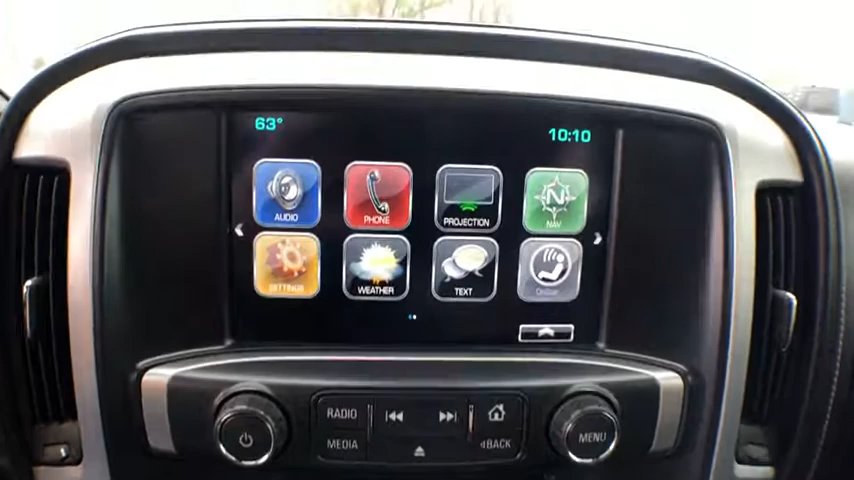 63° 10:10
AUDIO PHONE PROJECTION NAV
SETTINGS WEATHER TEXT OnStar
RADIO
MEDIA BACK MENU